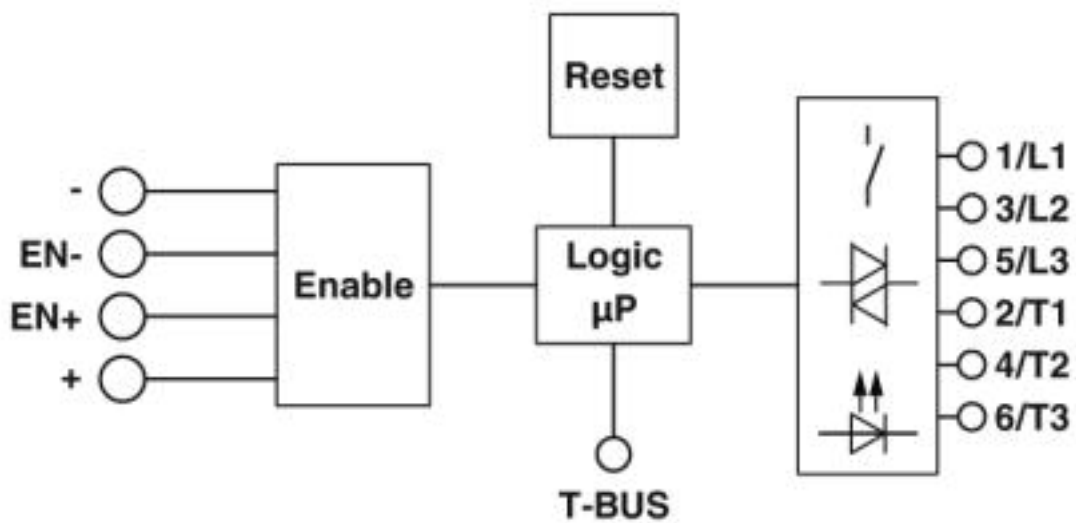 Reset
-
EN-
EN+
+
Enable
Logic
µP
T-BUS
1/L1
3/L2
5/L3
2/T1
4/T2
6/T3